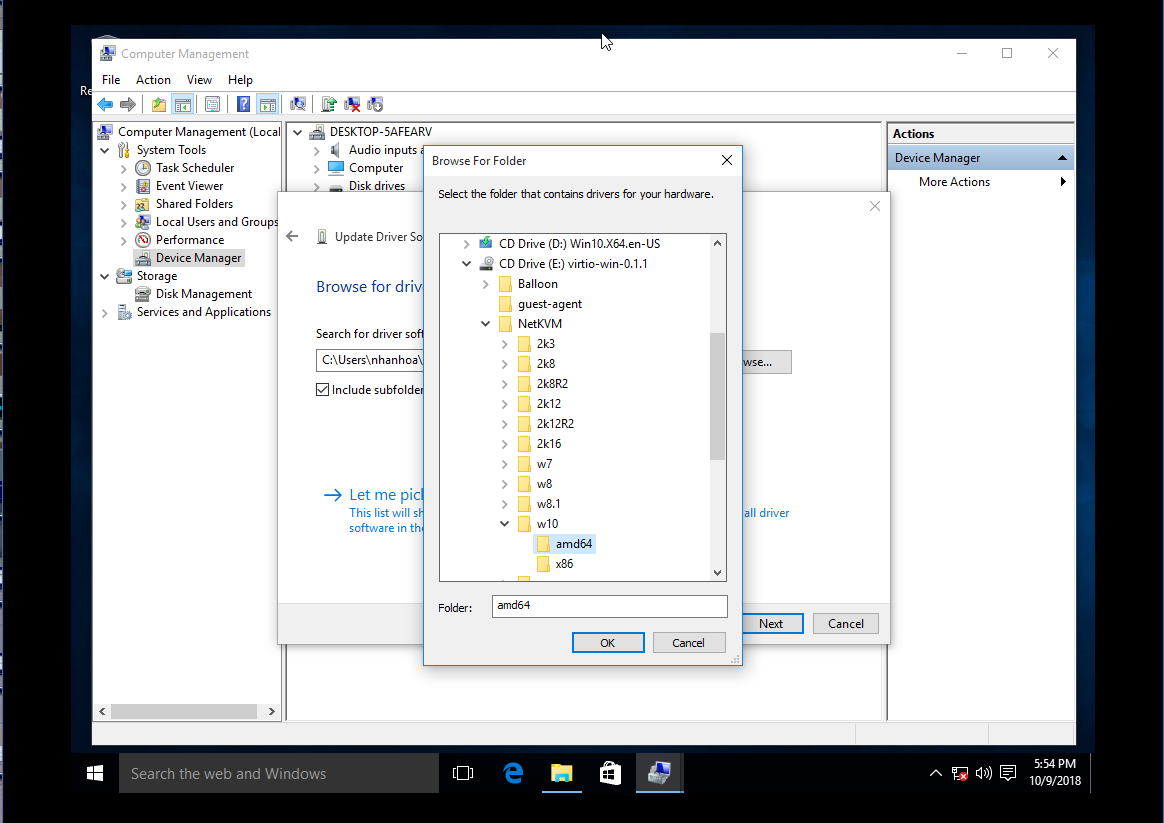 Computer Management
File Action View Help
Computer Management (Local
System Tools
Task Scheduler
Event Viewer
Shared Folders
Local Users and Groups
Performance
Device Manager
Storage
Disk Management
Services and Applications
DESKTOP-5AFEARV
Audio inputs a
Computer
Disk drives
Actions
Device Manager
More Actions
Update Driver So
Browse for driv
Search for driver soft
C:\Users\nhanhoa\
wse...
Include subfolder
Let me pick
This list will sh
all driver
software in the
Next
Cancel
Browse For Folder
Select the folder that contains drivers for your hardware.
CD Drive (D:) Win10.X64.en-US
CD Drive (E:) virtio-win-0.1.1
Balloon
guest-agent
NetKVM
2k3
2k8
2k8R2
2k12
2k12R2
2k16
w7
w8
w8.1
w10
amd64
x86
Folder: amd64
OK Cancel
Re
Search the web and Windows
5:54 PM
10/9/2018